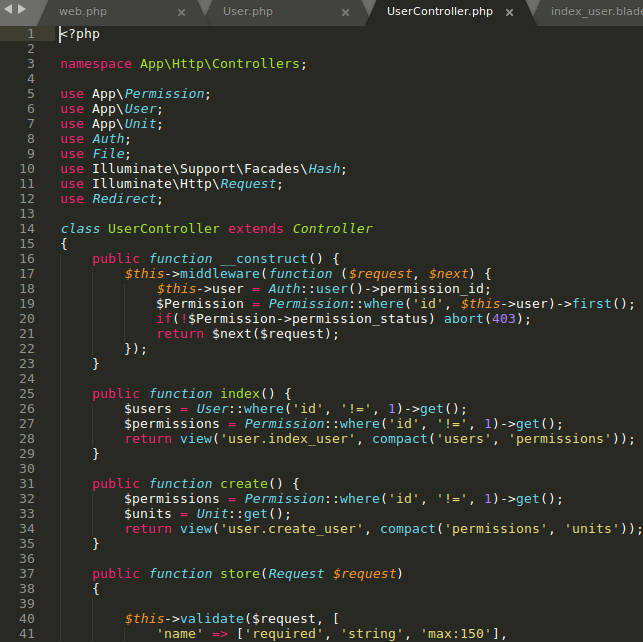 web.php × User.php × UserController.php × index_user.blade
1 <?php
2
3 namespace App\Http\Controllers;
4
5 use App\Permission;
6 use App\User;
7 use App\Unit;
8 use Auth;
9 use File;
10 use Illuminate\Support\Facades\Hash;
11 use Illuminate\Http\Request;
12 use Redirect;
13
14 class UserController extends Controller
15 {
16 public function __construct() {
17 $this->middleware(function ($request, $next) {
18 $this->user = Auth::user()->permission_id;
19 $Permission = Permission::where('id', $this->user)->first();
20 if(!$Permission->permission_status) abort(403);
21 return $next($request);
22 });
23 }
24
25 public function index() {
26 $users = User::where('id', '!=', 1)->get();
27 $permissions = Permission::where('id', '!=', 1)->get();
28 return view('user.index_user', compact('users', 'permissions'));
29 }
30
31 public function create() {
32 $permissions = Permission::where('id', '!=', 1)->get();
33 $units = Unit::get();
34 return view('user.create_user', compact('permissions', 'units'));
35 }
36
37 public function store(Request $request)
38 {
39
40 $this->validate($request, [
41 'name' => ['required', 'string', 'max:150'],